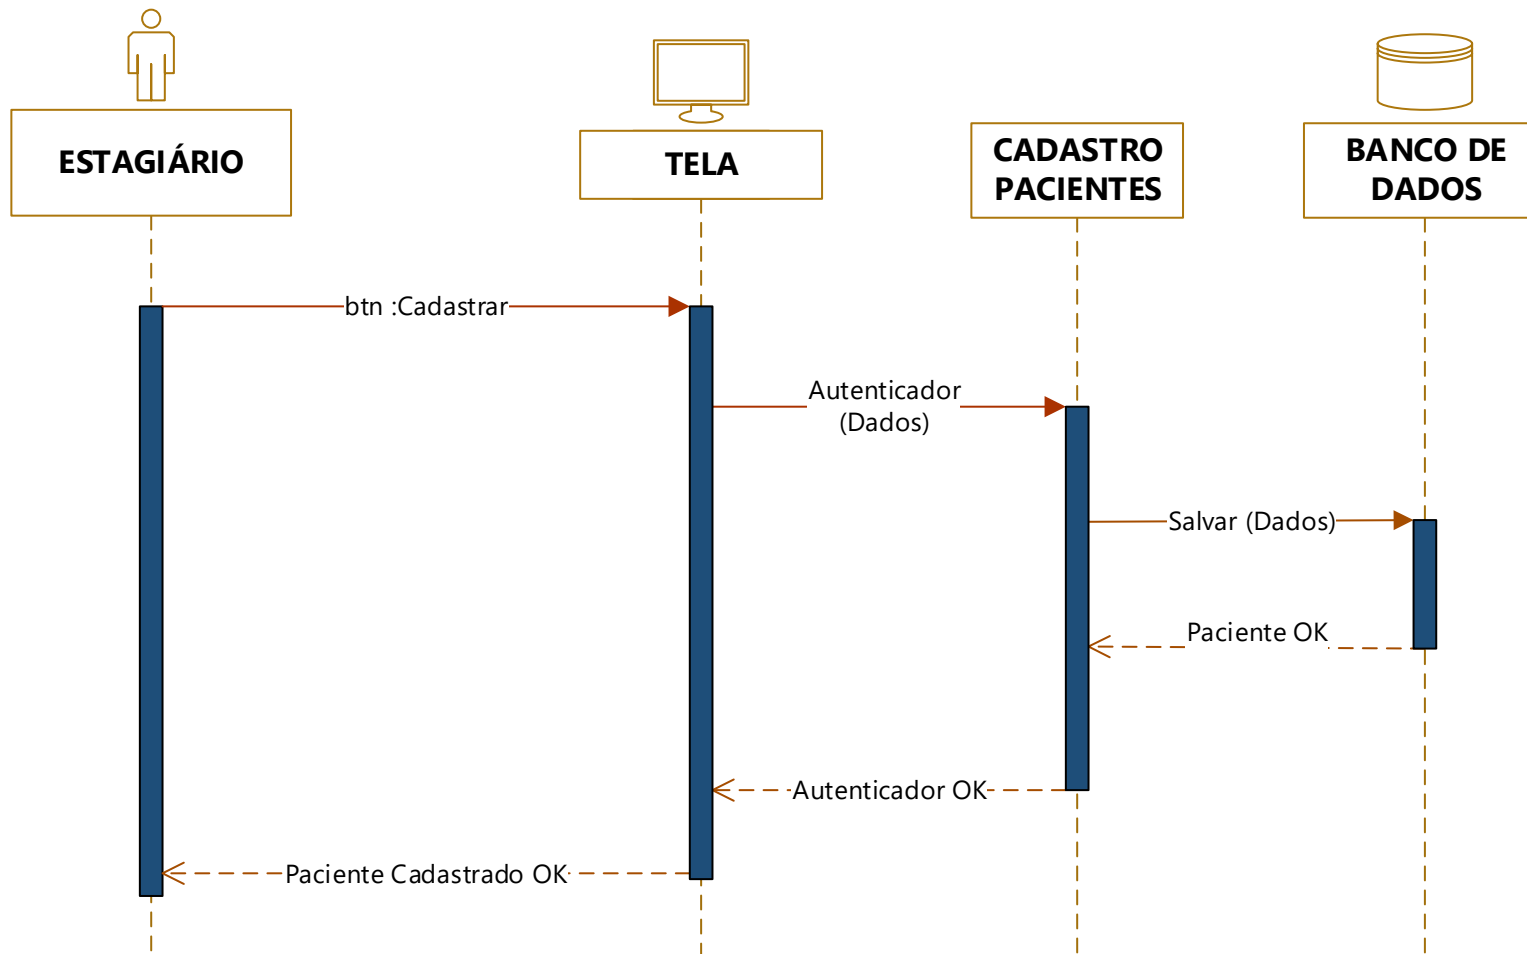 ESTAGIÁRIO
TELA
CADASTRO
PACIENTES
BANCO DE
DADOS
btn :Cadastrar
Autenticador
(Dados)
Salvar (Dados)
Paciente OK
Autenticador OK
Paciente Cadastrado OK